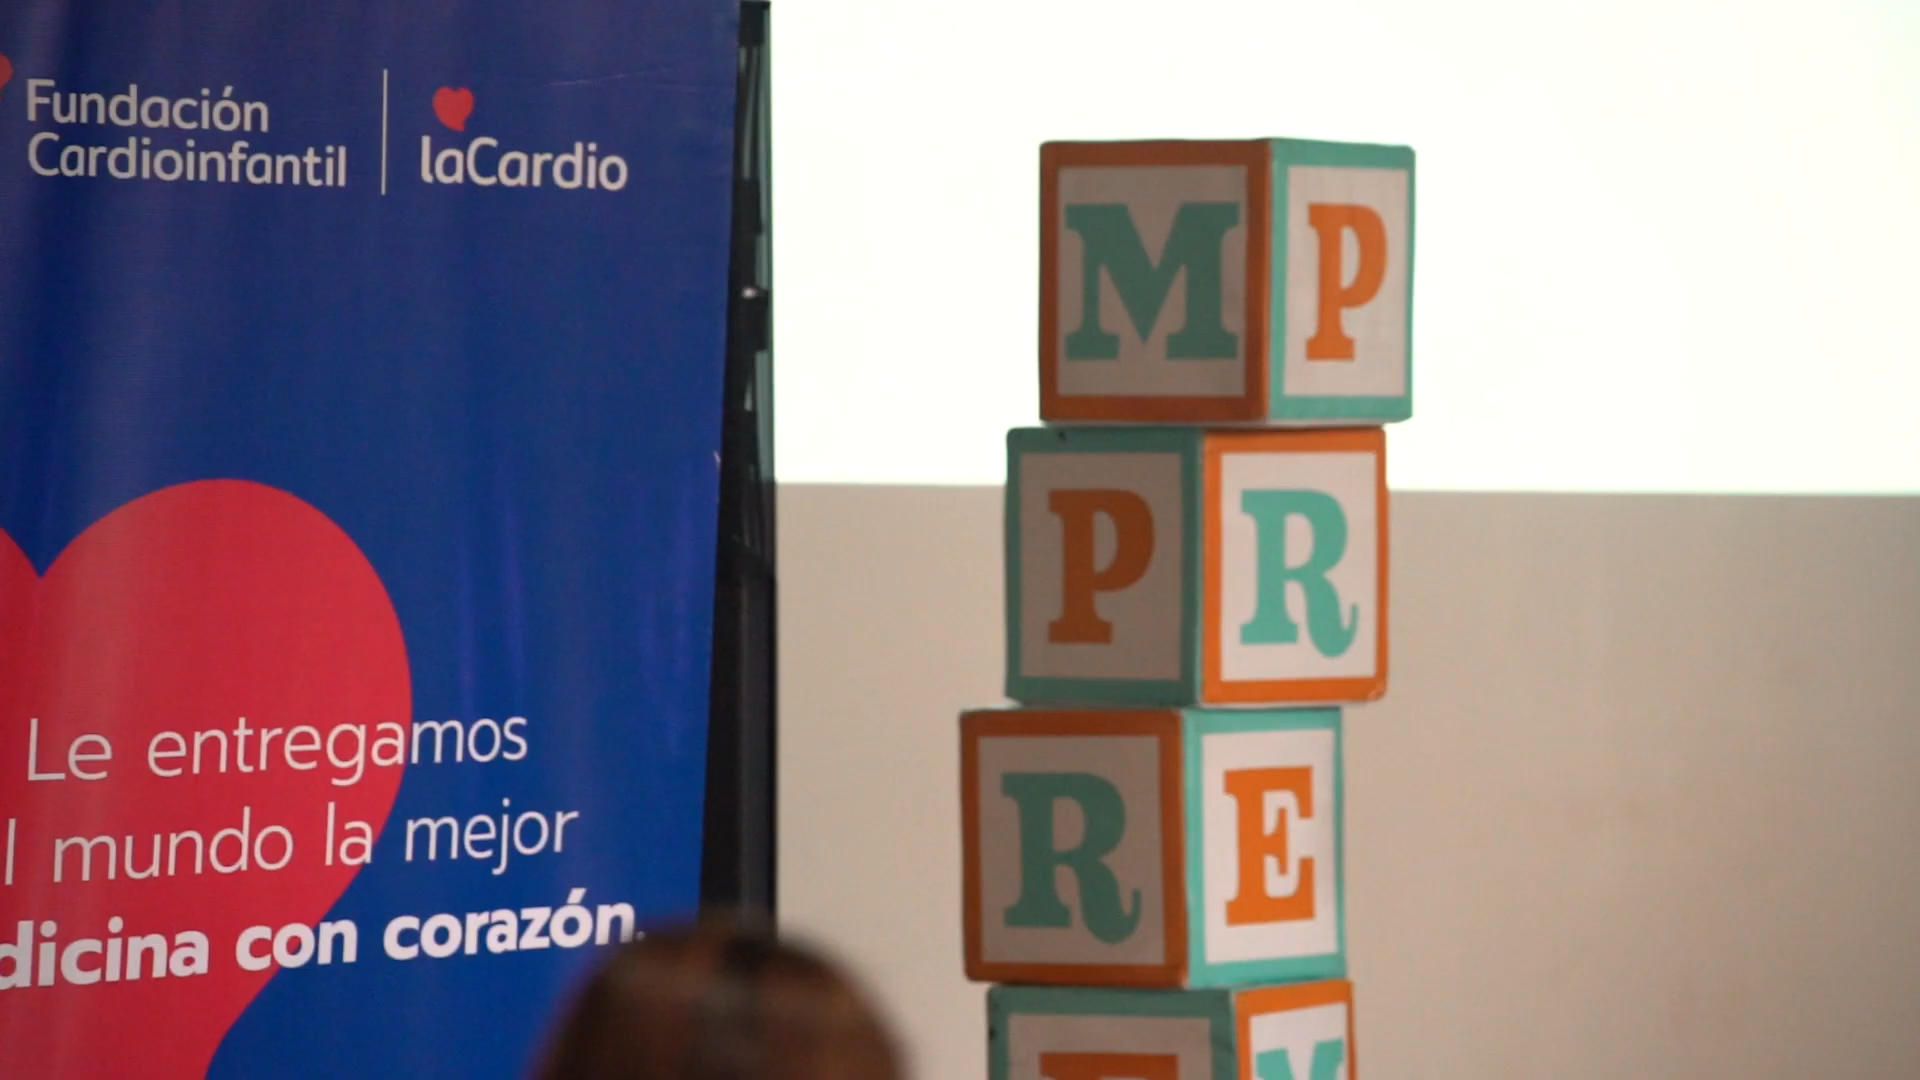 Fundación
Cardioinfantil
laCardio
Le entregamos
l mundo la mejor
dicina con corazón.
M P
P R
R E